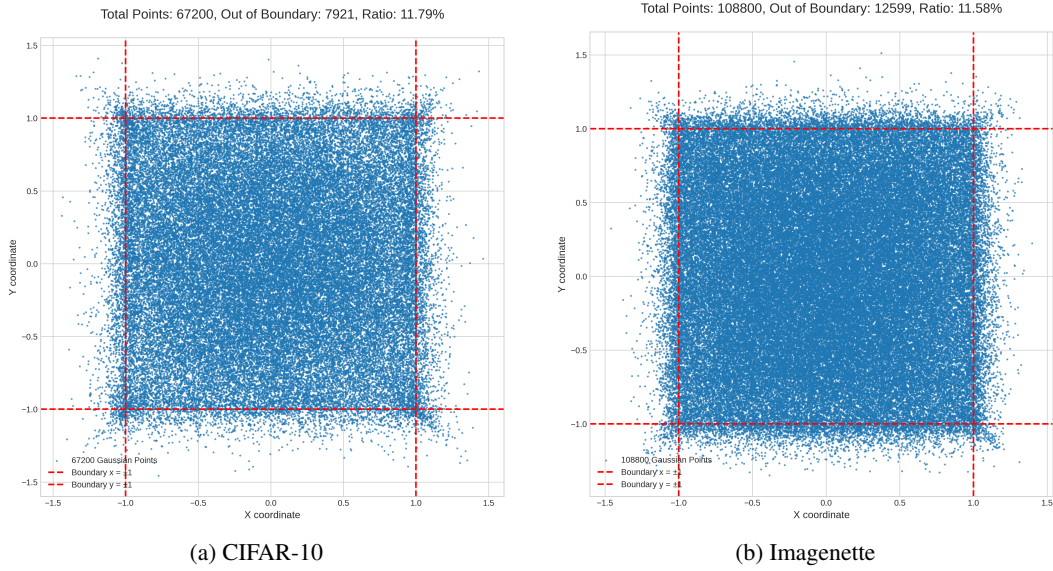 Total Points: 67200, Out of Boundary: 7921, Ratio: 11.79%
1.5
1.0
0.5
0.0
−0.5
−1.0
−1.5
Y coordinate
67200 Gaussian Points
Boundary x = ±1
Boundary y = ±1
−1.5 −1.0 −0.5 0.0 0.5 1.0 1.5
X coordinate
(a) CIFAR-10
Total Points: 108800, Out of Boundary: 12599, Ratio: 11.58%
1.5
1.0
0.5
0.0
−0.5
−1.0
−1.5
Y coordinate
108800 Gaussian Points
Boundary x = ±1
Boundary y = ±1
−1.5 −1.0 −0.5 0.0 0.5 1.0 1.5
X coordinate
(b) Imagenette